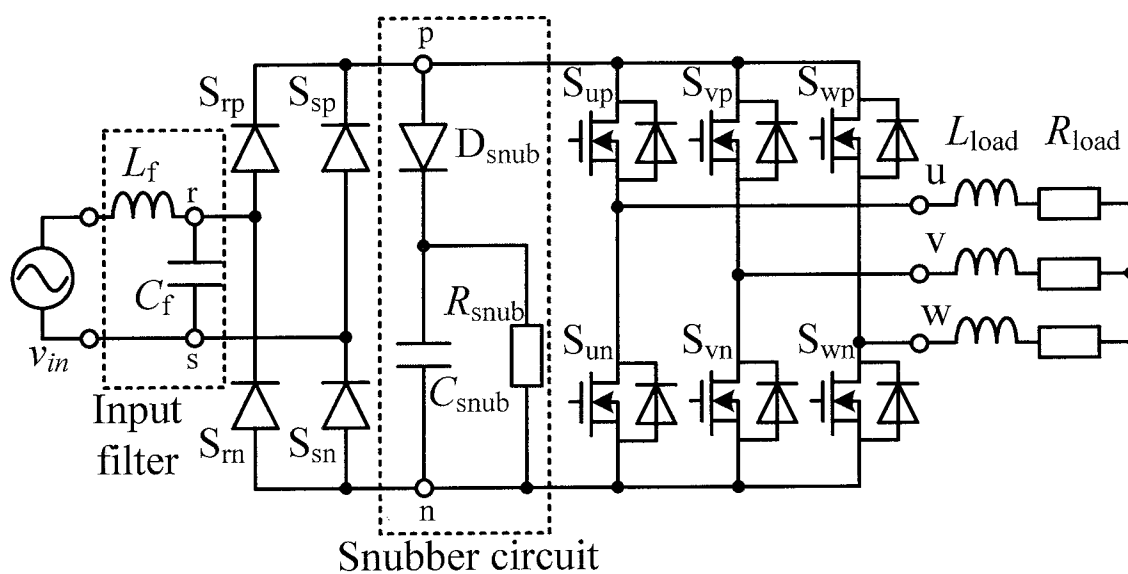 p
S_rp S_sp S_up S_vp S_wp
D_snub L_load R_load
L_f r u
v
C_f R_snub w
v_in s S_un S_vn S_wn
Input C_snub
filter S_rn S_sn
n
Snubber circuit